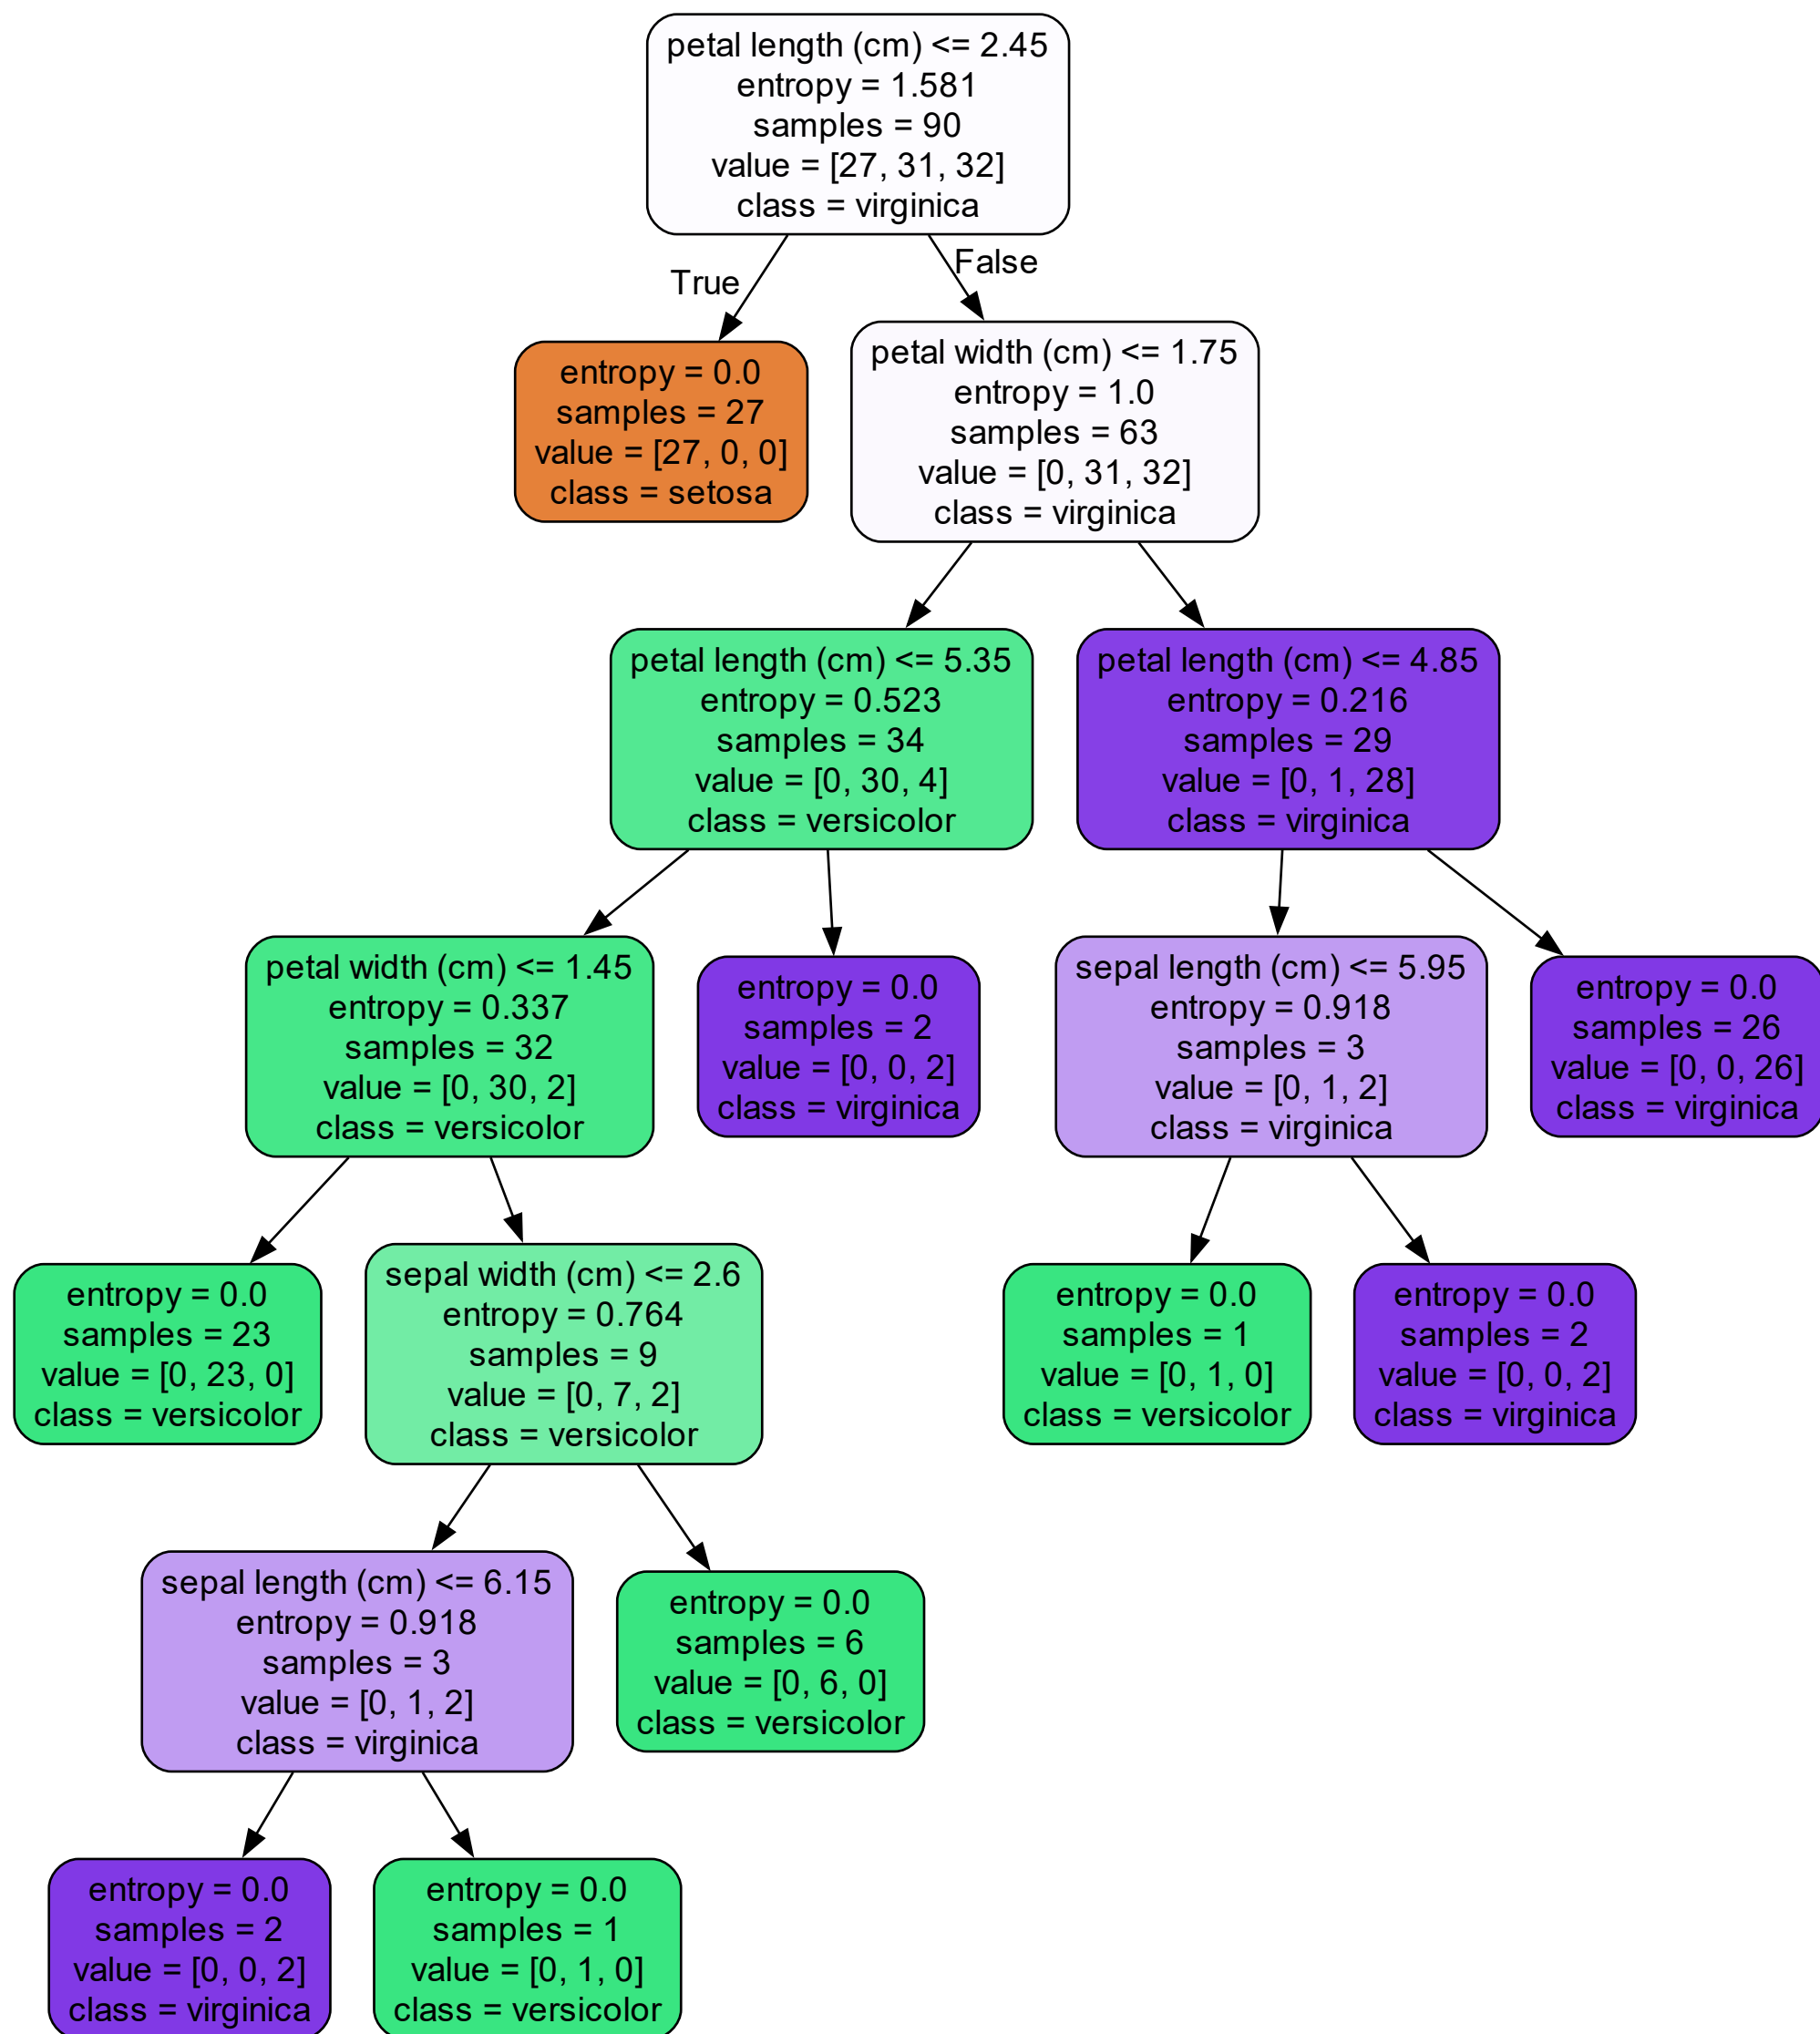 petal length (cm) <= 2.45
entropy = 1.581
samples = 90
value = [27, 31, 32]
class = virginica
True
False
entropy = 0.0
samples = 27
value = [27, 0, 0]
class = setosa
petal width (cm) <= 1.75
entropy = 1.0
samples = 63
value = [0, 31, 32]
class = virginica
petal length (cm) <= 5.35
entropy = 0.523
samples = 34
value = [0, 30, 4]
class = versicolor
petal length (cm) <= 4.85
entropy = 0.216
samples = 29
value = [0, 1, 28]
class = virginica
petal width (cm) <= 1.45
entropy = 0.337
samples = 32
value = [0, 30, 2]
class = versicolor
entropy = 0.0
samples = 2
value = [0, 0, 2]
class = virginica
sepal length (cm) <= 5.95
entropy = 0.918
samples = 3
value = [0, 1, 2]
class = virginica
entropy = 0.0
samples = 26
value = [0, 0, 26]
class = virginica
entropy = 0.0
samples = 23
value = [0, 23, 0]
class = versicolor
sepal width (cm) <= 2.6
entropy = 0.764
samples = 9
value = [0, 7, 2]
class = versicolor
entropy = 0.0
samples = 1
value = [0, 1, 0]
class = versicolor
entropy = 0.0
samples = 2
value = [0, 0, 2]
class = virginica
sepal length (cm) <= 6.15
entropy = 0.918
samples = 3
value = [0, 1, 2]
class = virginica
entropy = 0.0
samples = 6
value = [0, 6, 0]
class = versicolor
entropy = 0.0
samples = 2
value = [0, 0, 2]
class = virginica
entropy = 0.0
samples = 1
value = [0, 1, 0]
class = versicolor